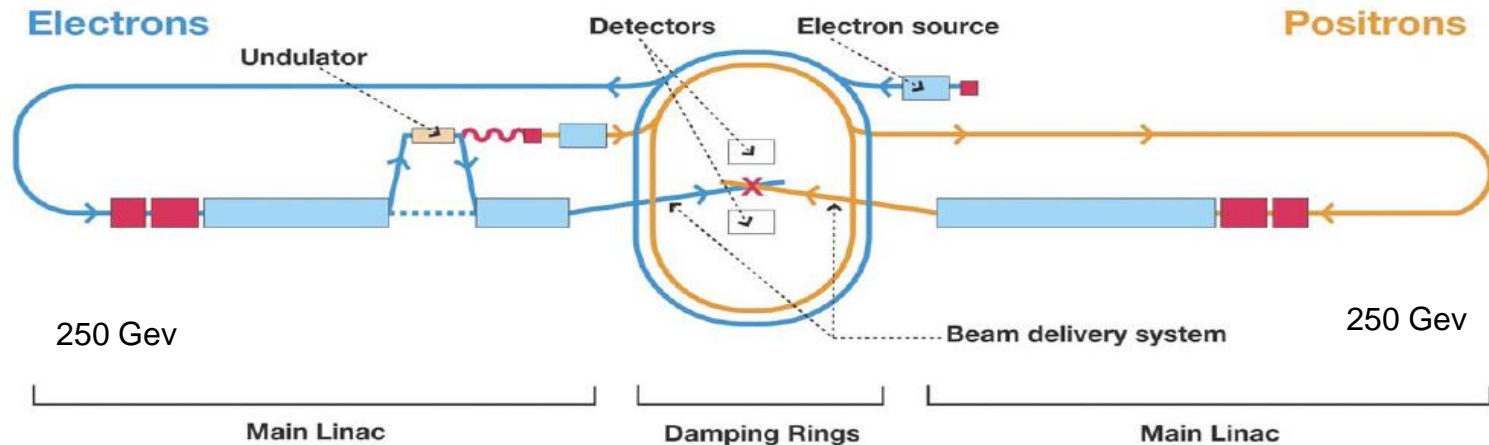 Electrons
Detectors
Electron source
Positrons
Undulator
250 Gev
Beam delivery system
250 Gev
Main Linac
Damping Rings
Main Linac